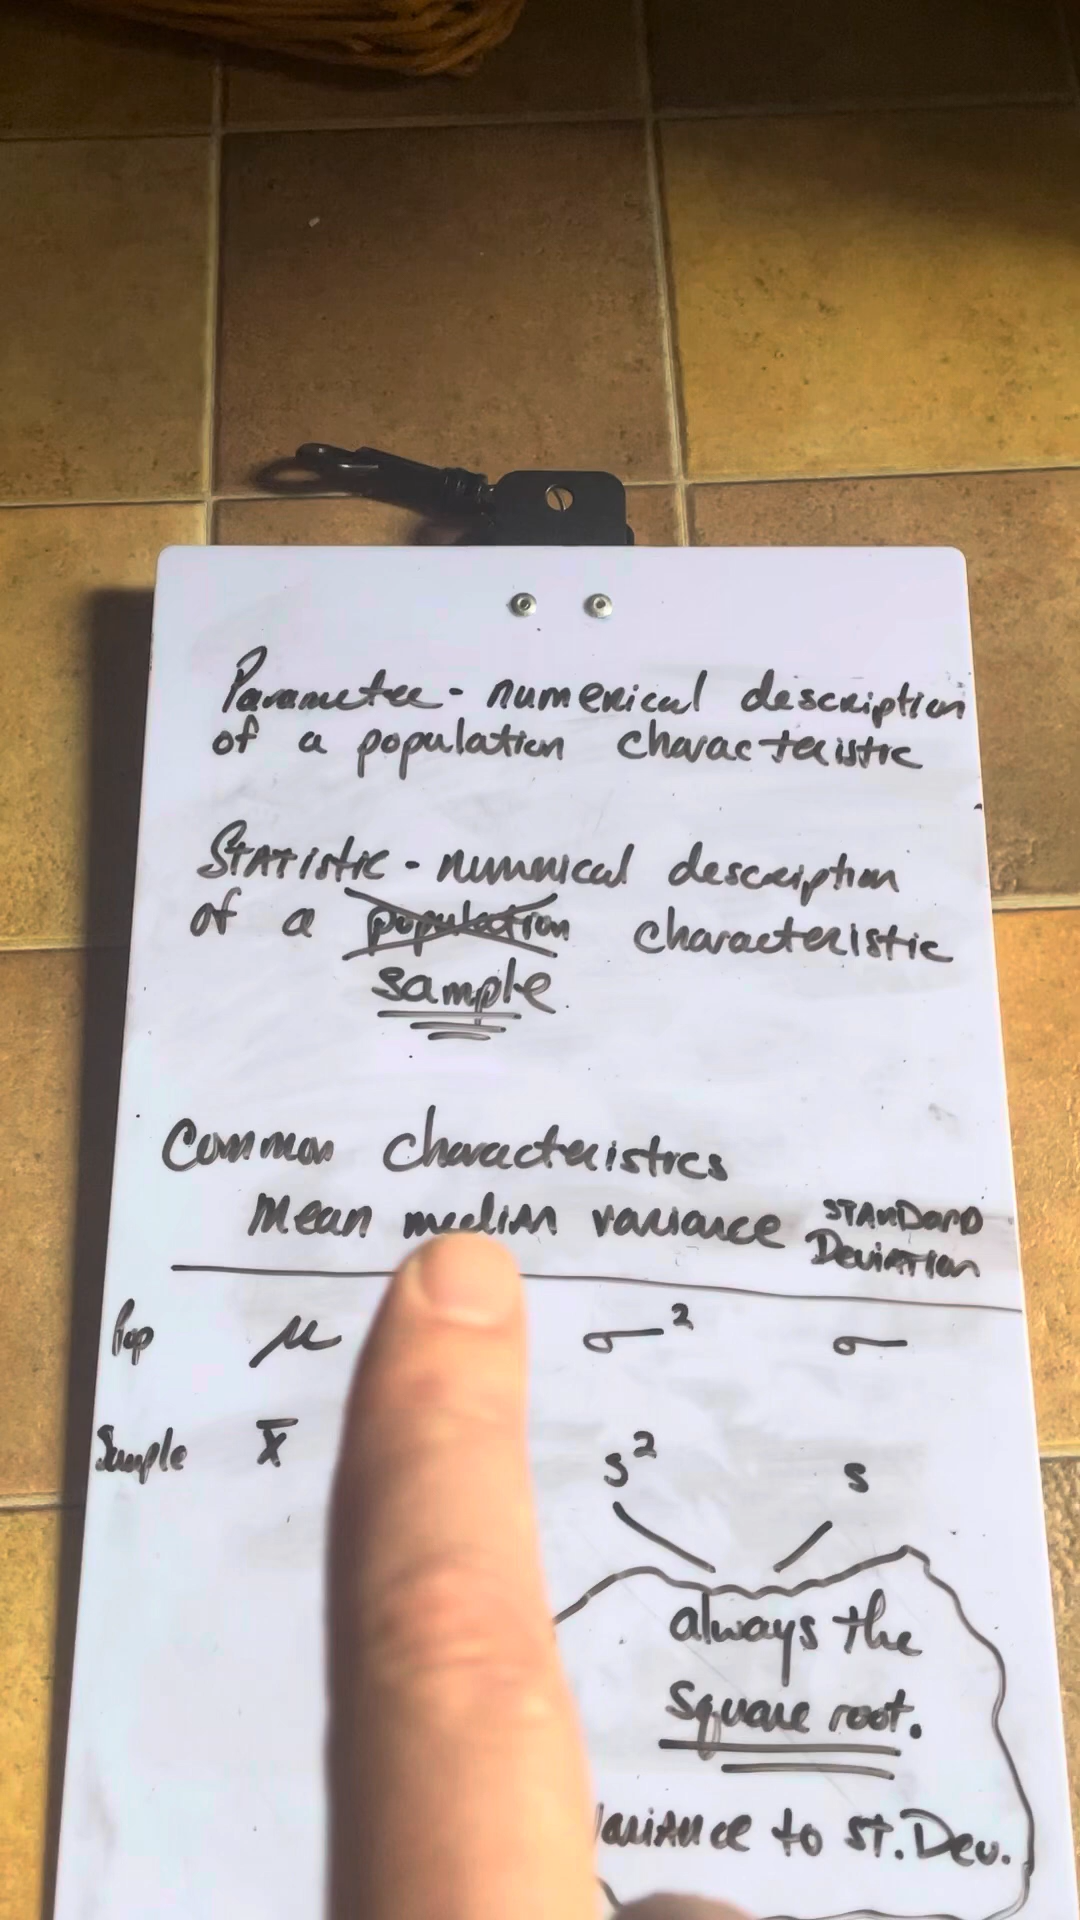 Parameter - numerical description
of a population characteristic
Statistic - numerical description
of a population characteristic
sample
Common Characteristics
Mean median variance STANDARD
DEVIATION
Pop μ σ² σ
Sample x̄ s² s
always the
square root.
variance to ST. Dev.